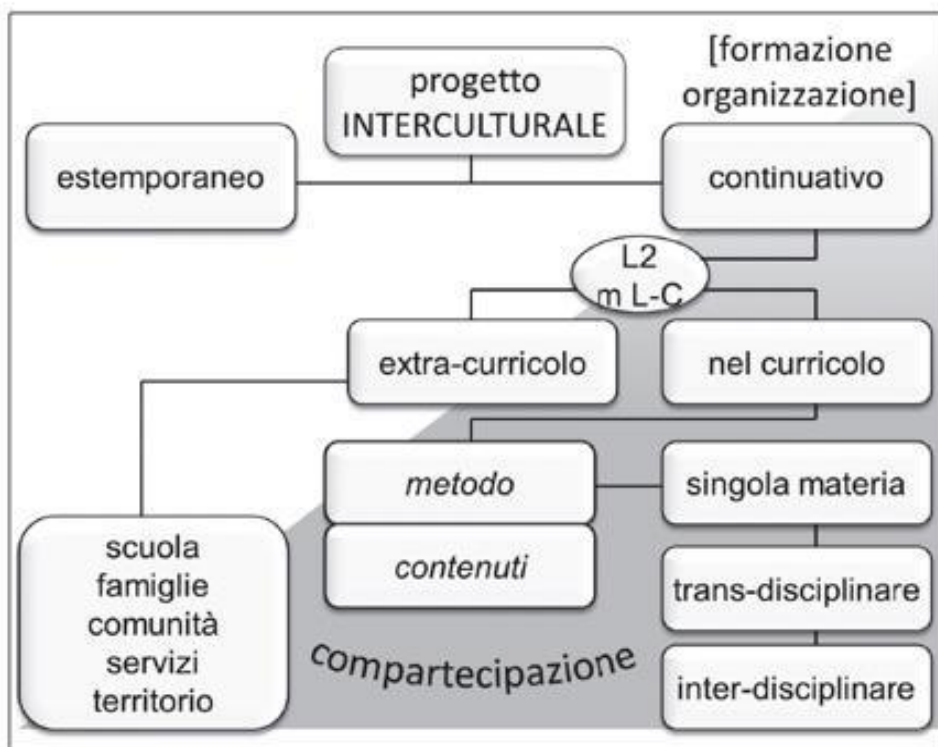 progetto
INTERCULTURALE
[formazione
organizzazione]
estemporaneo
continuativo
L2
m L-C
extra-curricolo
nel curricolo
metodo
singola materia
contenuti
trans-disciplinare
inter-disciplinare
scuola
famiglie
comunità
servizi
territorio
compartecipazione